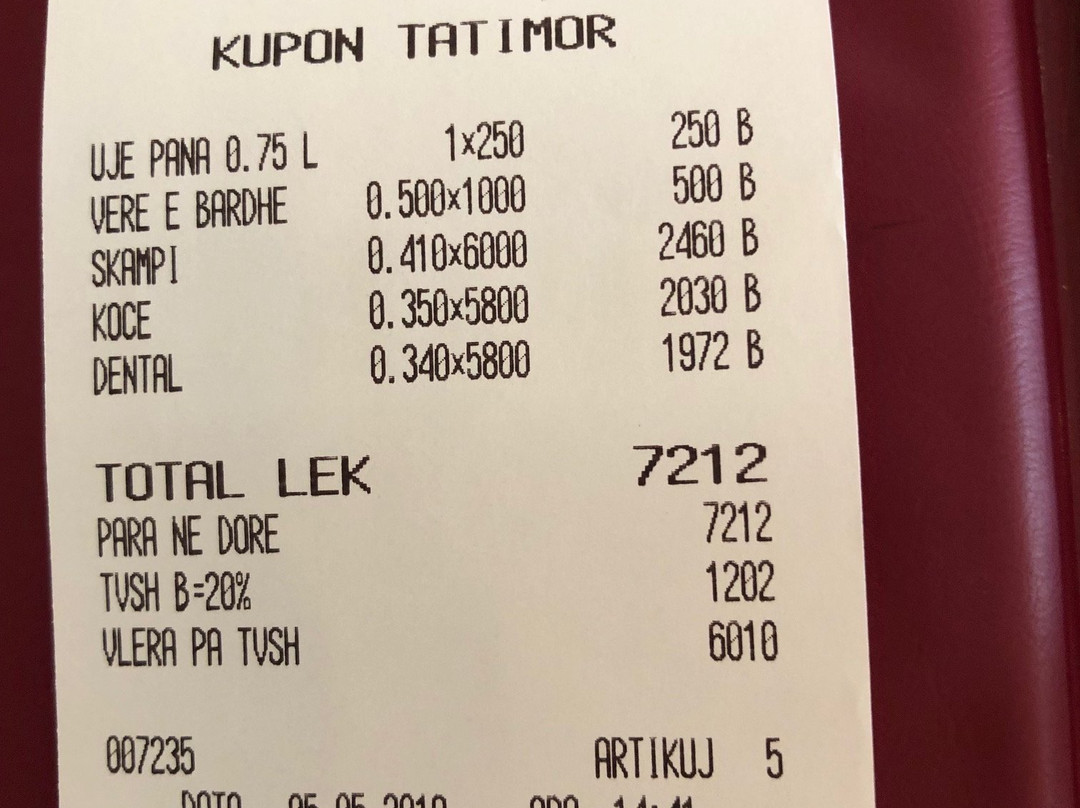 KUPON TATIMOR
UJE PANA 0.75 L 1x250 250 B
VERE E BARDHE 0.500x1000 500 B
SKAMPI 0.410x6000 2460 B
KOCE 0.350x5800 2030 B
DENTAL 0.340x5800 1972 B
TOTAL LEK 7212
PARA NE DORE 7212
TVSH B=20% 1202
VLERA PA TVSH 6010
007235 ARTIKUJ 5